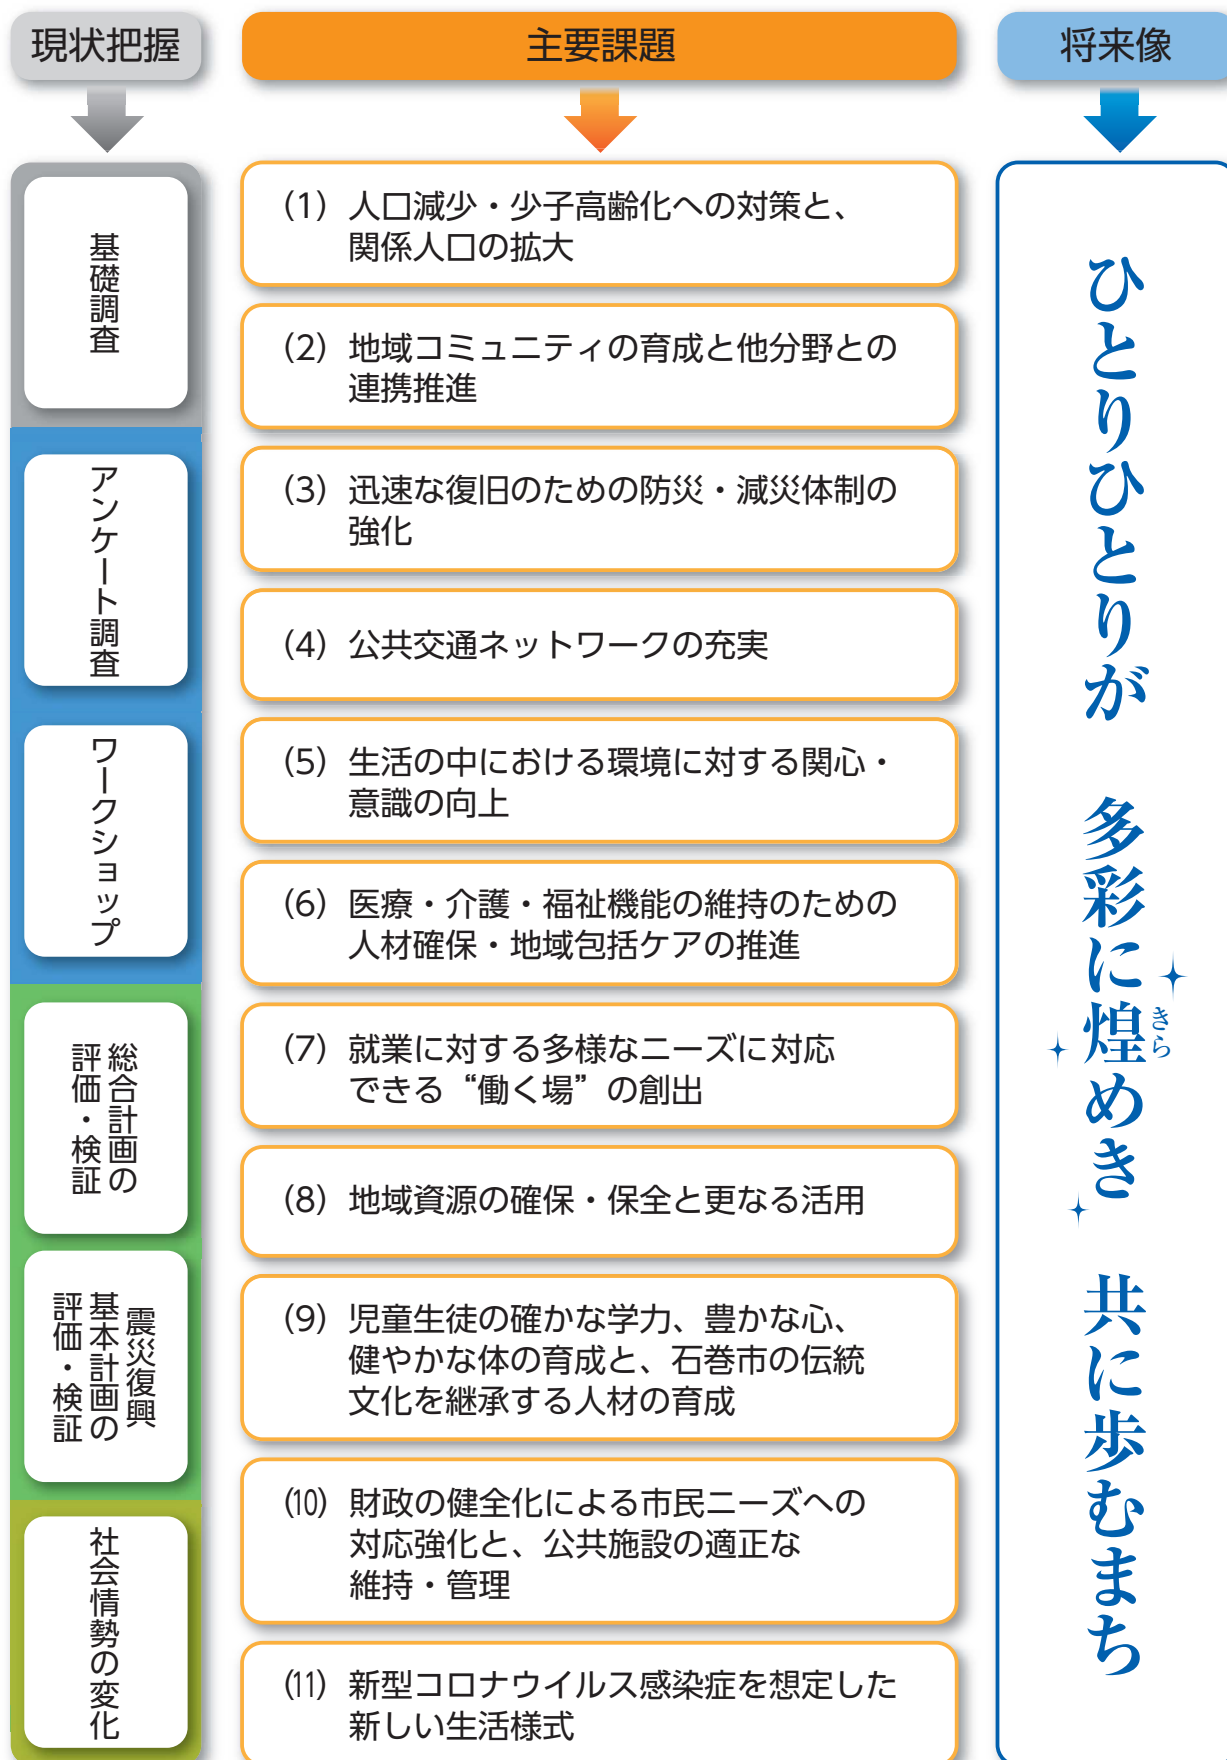 現状把握
主要課題
将来像
基礎調査
アンケート調査
ワークショップ
総合計画の
評価・検証
震災復興
基本計画の
評価・検証
社会情勢の変化
(1) 人口減少・少子高齢化への対策と、
関係人口の拡大
(2) 地域コミュニティの育成と他分野との
連携推進
(3) 迅速な復旧のための防災・減災体制の
強化
(4) 公共交通ネットワークの充実
(5) 生活の中における環境に対する関心・
意識の向上
(6) 医療・介護・福祉機能の維持のための
人材確保・地域包括ケアの推進
(7) 就業に対する多様なニーズに対応
できる“働く場”の創出
(8) 地域資源の確保・保全と更なる活用
(9) 児童生徒の確かな学力、豊かな心、
健やかな体の育成と、石巻市の伝統
文化を継承する人材の育成
(10) 財政の健全化による市民ニーズへの
対応強化と、公共施設の適正な
維持・管理
(11) 新型コロナウイルス感染症を想定した
新しい生活様式
ひとりひとりが 多彩に煌めき 共に歩むまち
きら